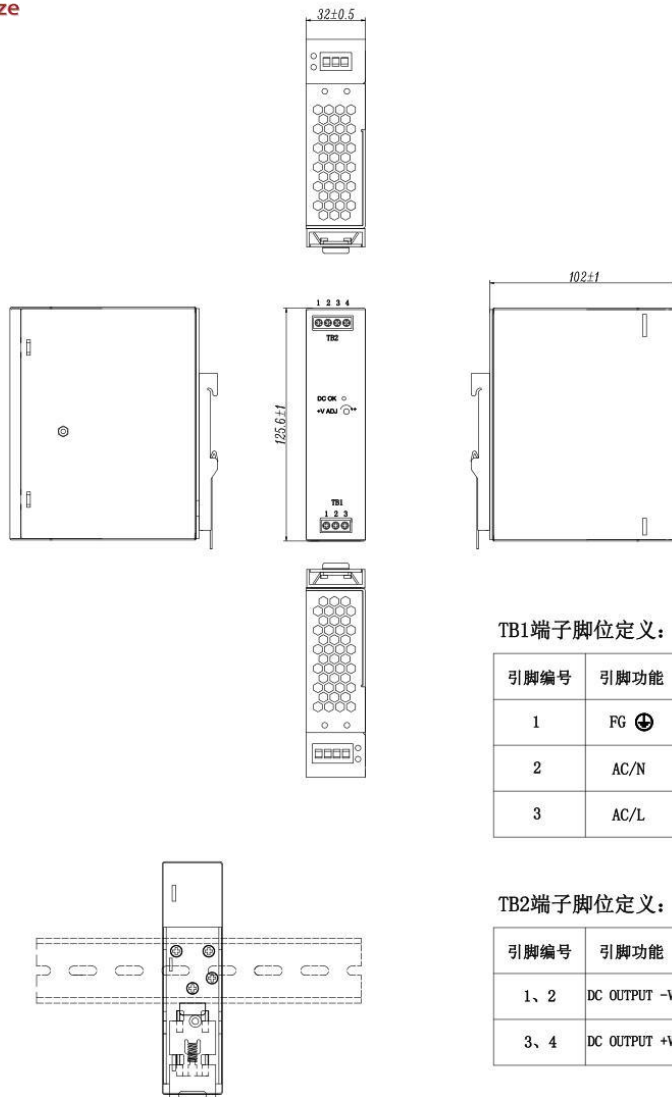 ze
32±0.5
102±1
125.6±1
1 2 3 4
TB2
DC OK
+V ADJ
TB1
1 2 3
TB1端子脚位定义:
引脚编号 引脚功能
1 FG
2 AC/N
3 AC/L
TB2端子脚位定义:
引脚编号 引脚功能
1、2 DC OUTPUT -V
3、4 DC OUTPUT +V